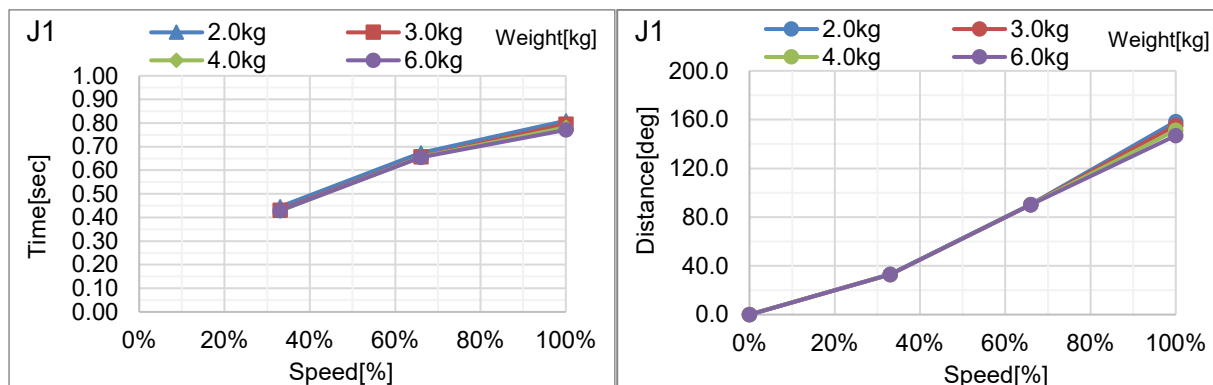 J1
2.0kg 3.0kg Weight[kg]
4.0kg 6.0kg
Time[sec]
1.00
0.90
0.80
0.70
0.60
0.50
0.40
0.30
0.20
0.10
0.00
0% 20% 40% 60% 80% 100%
Speed[%]
J1
2.0kg 3.0kg Weight[kg]
4.0kg 6.0kg
Distance[deg]
200.0
160.0
120.0
80.0
40.0
0.0
0% 20% 40% 60% 80% 100%
Speed[%]